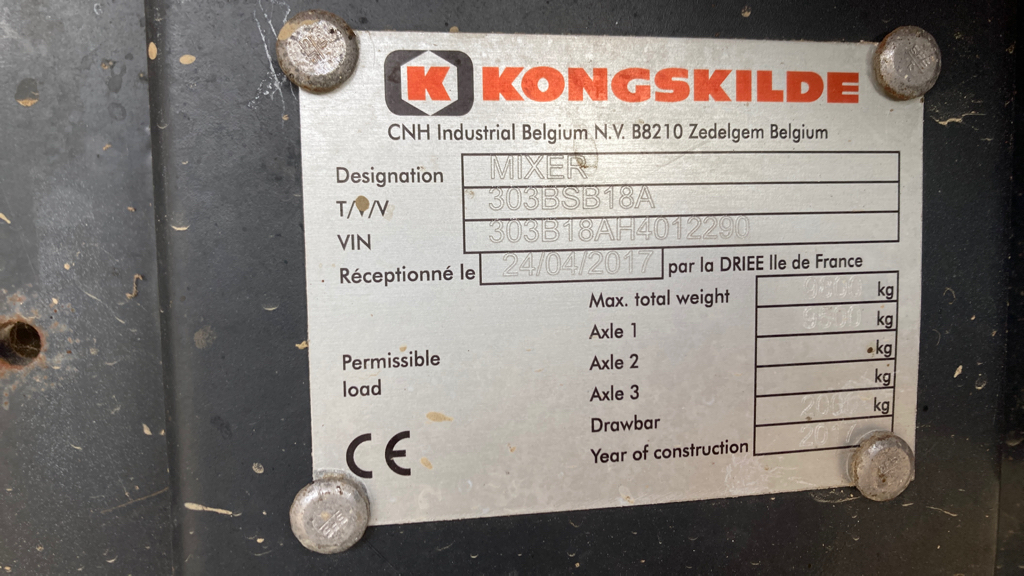 K KONGSKILDE
CNH Industrial Belgium N.V. B8210 Zedelgem Belgium
Designation MIXER
T/V/V 303BSB18A
VIN 303B18AH4012290
Réceptionné le 24/04/2017 par la DRIEE Ile de France
Permissible load
Max. total weight kg
Axle 1 9500 kg
Axle 2 kg
Axle 3 kg
Drawbar kg
Year of construction
CE